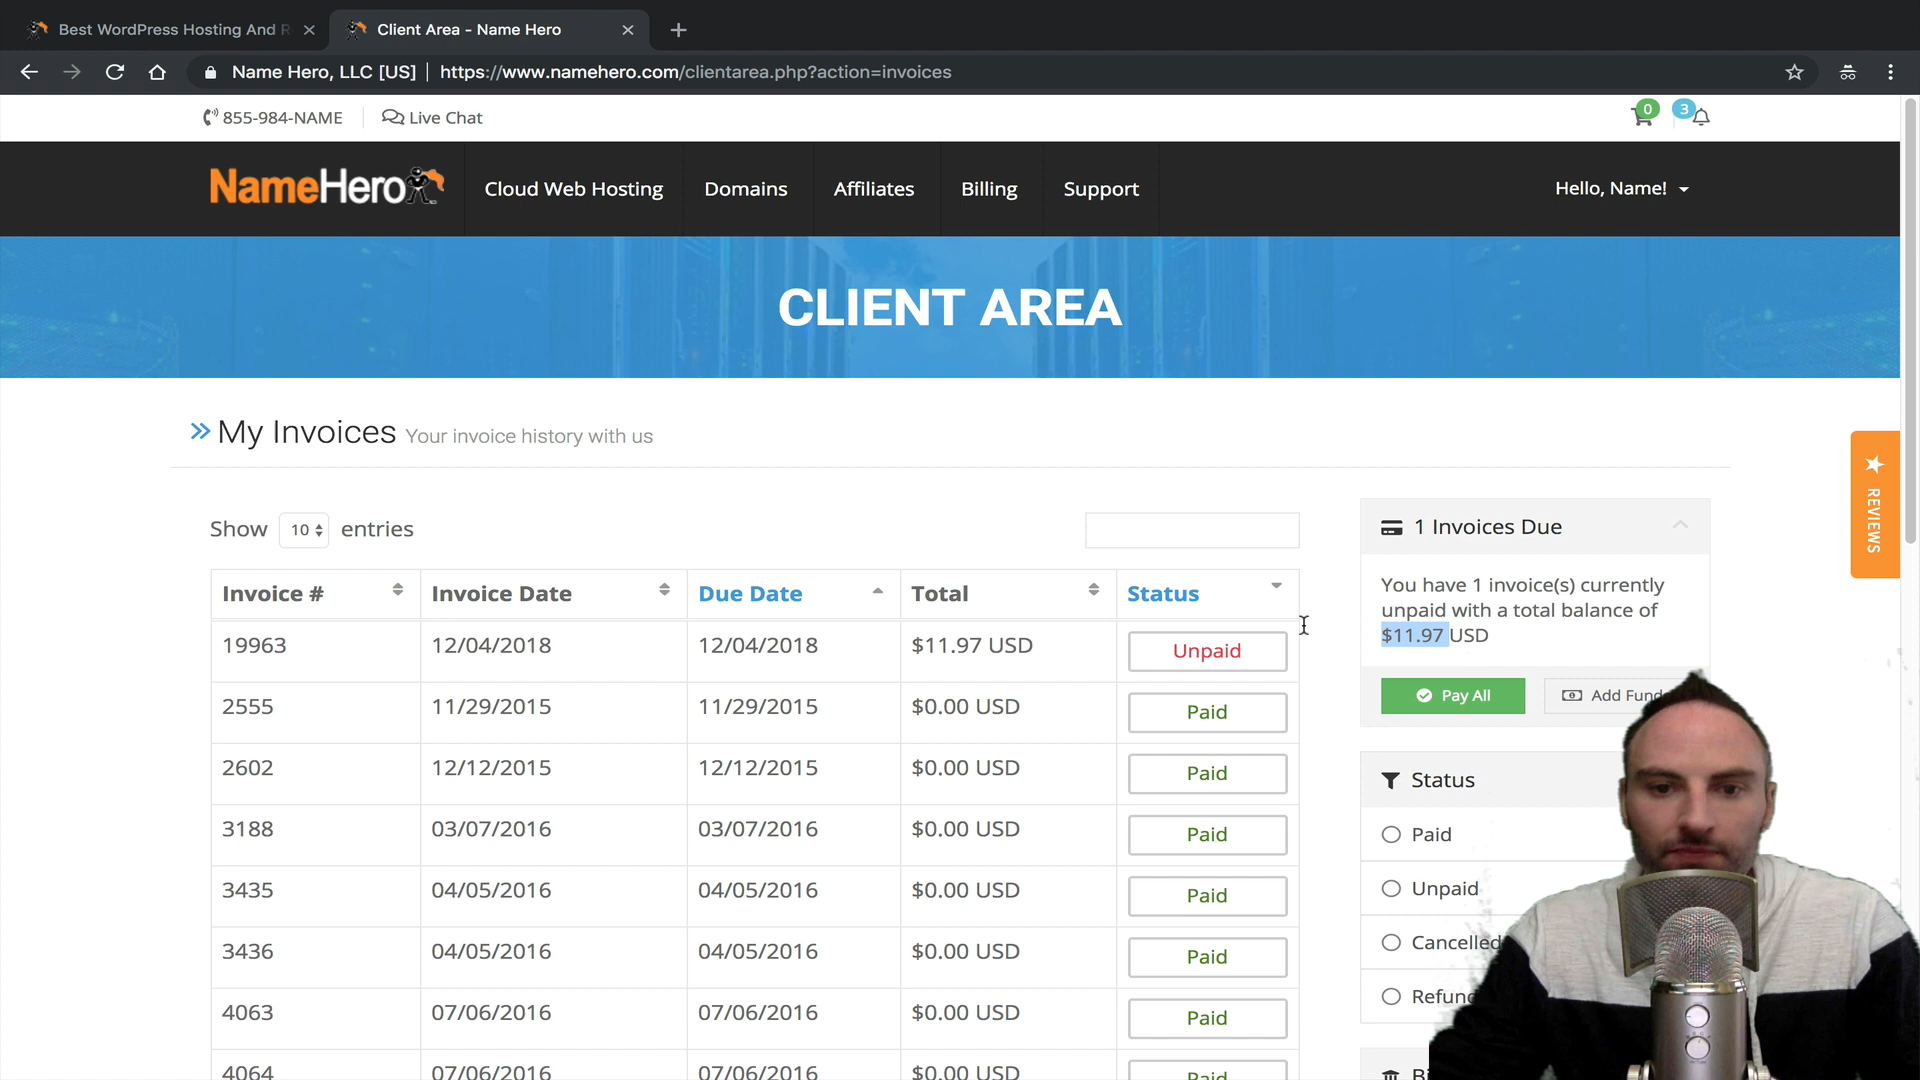 Best WordPress Hosting And R
Client Area - Name Hero
Name Hero, LLC [US] | https://www.namehero.com/clientarea.php?action=invoices
855-984-NAME
Live Chat
0
3
NameHero
Cloud Web Hosting
Domains
Affiliates
Billing
Support
Hello, Name!
CLIENT AREA
My Invoices Your invoice history with us
REVIEWS
Show 10 entries
Invoice # Invoice Date Due Date Total Status
19963 12/04/2018 12/04/2018 $11.97 USD Unpaid
2555 11/29/2015 11/29/2015 $0.00 USD Paid
2602 12/12/2015 12/12/2015 $0.00 USD Paid
3188 03/07/2016 03/07/2016 $0.00 USD Paid
3435 04/05/2016 04/05/2016 $0.00 USD Paid
3436 04/05/2016 04/05/2016 $0.00 USD Paid
4063 07/06/2016 07/06/2016 $0.00 USD Paid
4064 07/06/2016 07/06/2016 $0.00 USD Paid
1 Invoices Due
You have 1 invoice(s) currently
unpaid with a total balance of
$11.97 USD
Pay All
Add Fund
Status
Paid
Unpaid
Cancelled
Refund